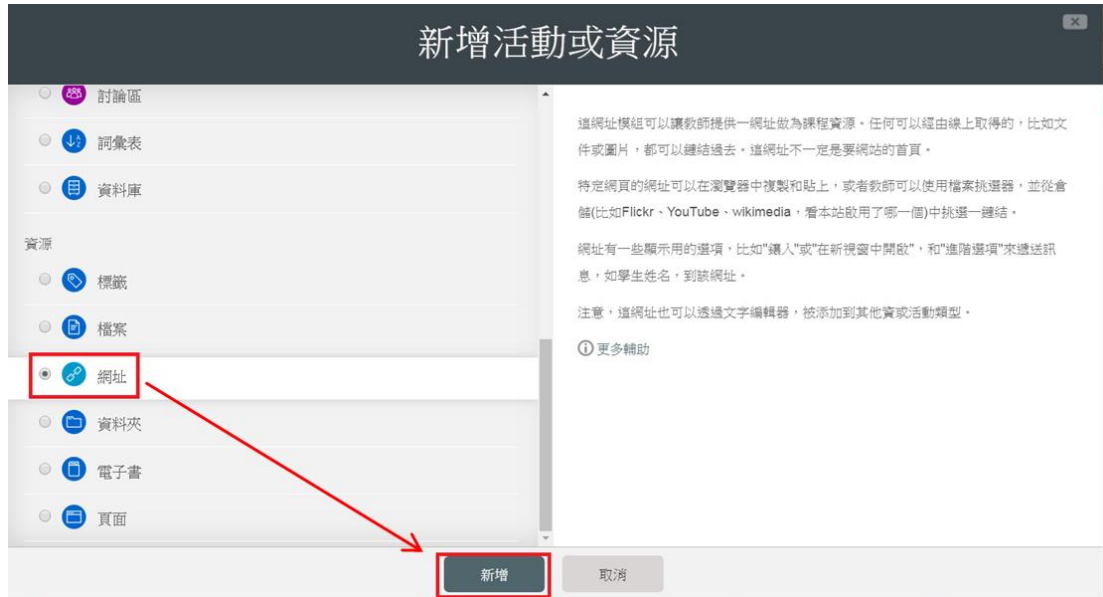 新增活動或資源
討論區
詞彙表
資料庫
資源
標籤
檔案
網址
資料夾
電子書
頁面
這網址模組可以讓教師提供一網址做為課程資源。任何可以經由線上取得的，比如文
件或圖片，都可以鏈結過去。這網址不一定是要網站的首頁。
特定網頁的網址可以在瀏覽器中複製和貼上，或者教師可以使用檔案挑選器，並從倉
儲(比如Flickr、YouTube、wikimedia，看本站啟用了哪一個)中挑選一鏈結。
網址有一些顯示用的選項，比如"鑲入"或"在新視窗中開啟"，和"進階選項"來遞送訊
息，如學生姓名，到該網址。
注意，這網址也可以透過文字編輯器，被添加到其他資或活動類型。
更多輔助
新增
取消